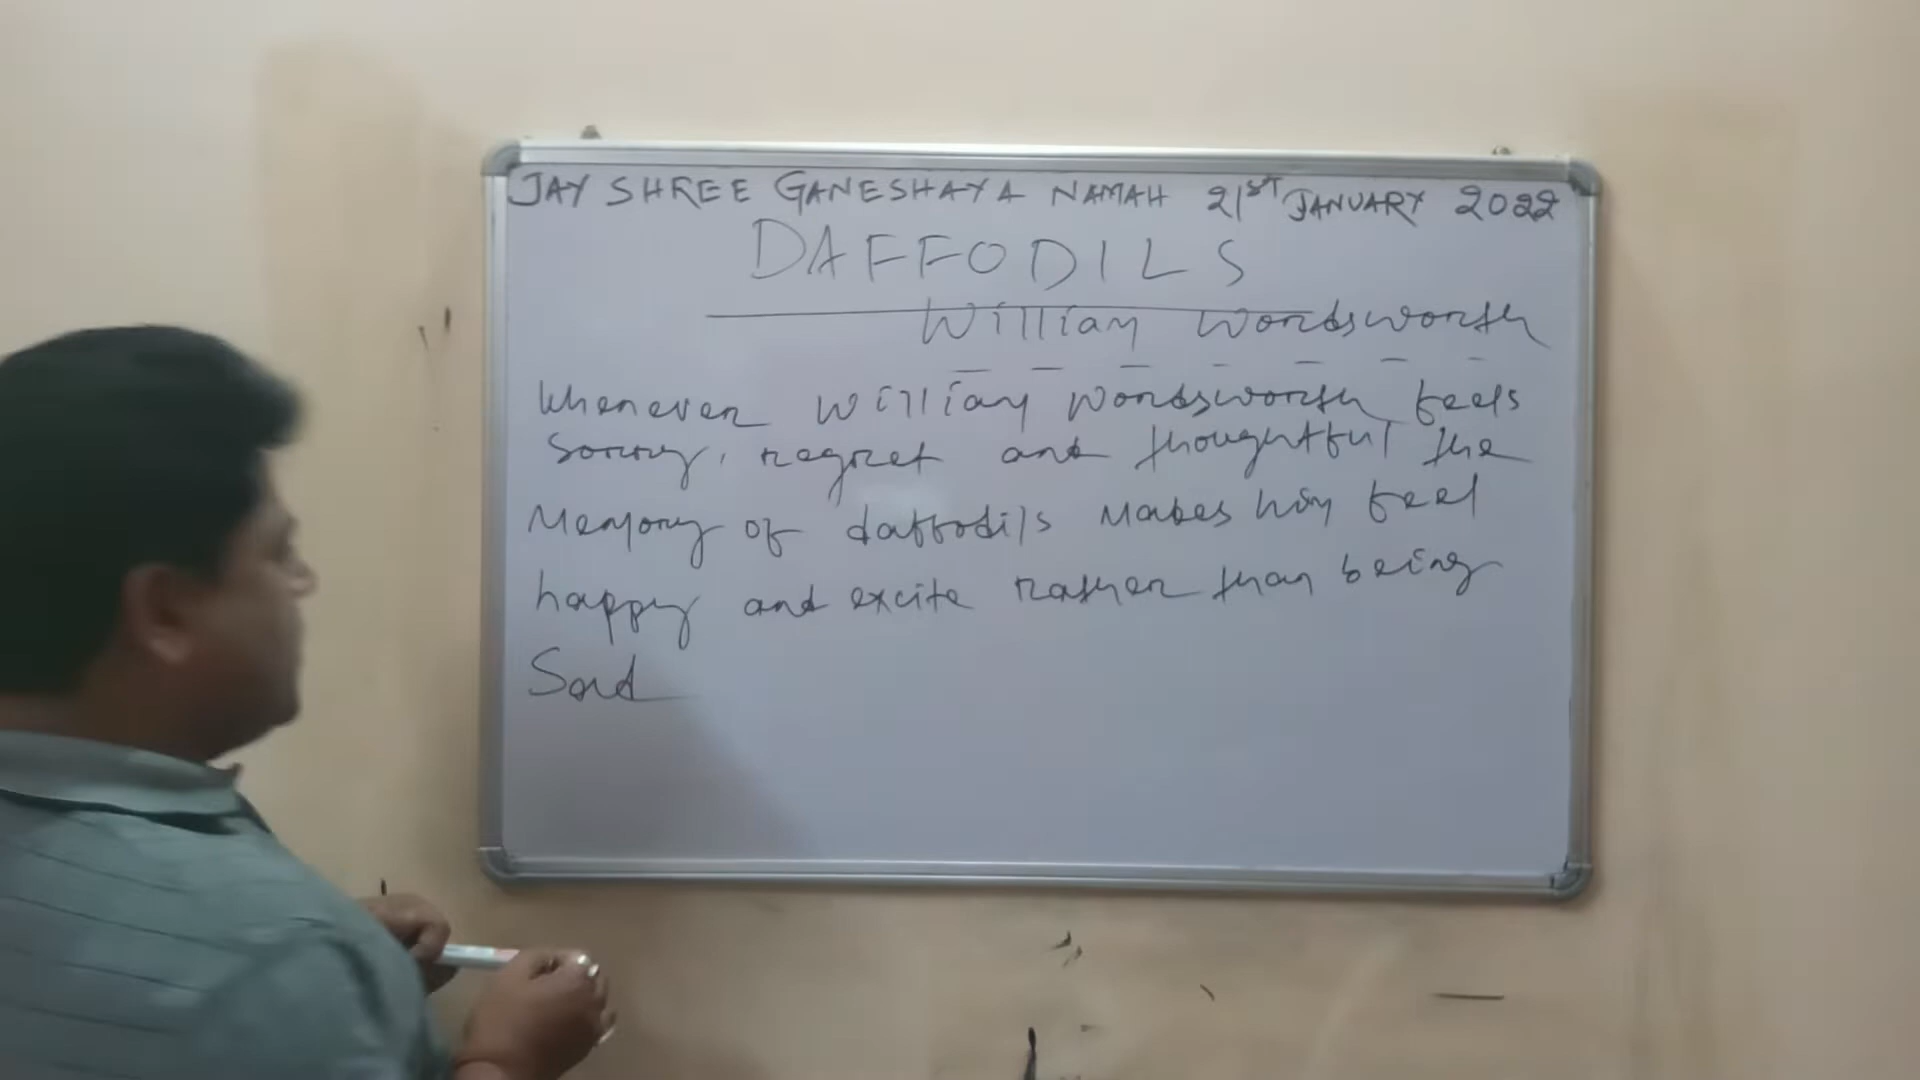 JAY SHREE GANESHAYA NAMAH 21ST JANUARY 2022
DAFFODILS
William Wordsworth
Whenever William Wordsworth feels
sorry, regret and thoughtful the
Memory of daffodils makes him feel
happy and excite rather than being
Sad